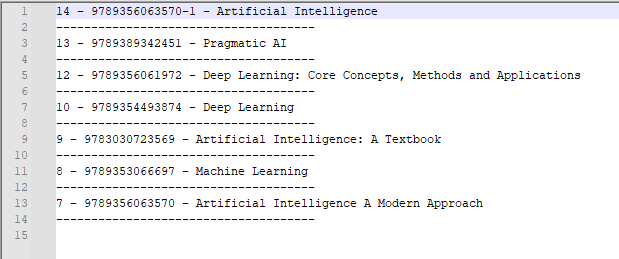 1 14 - 9789356063570-1 - Artificial Intelligence
2 -------------------------------------
3 13 - 9789389342451 - Pragmatic AI
4 -------------------------------------
5 12 - 9789356061972 - Deep Learning: Core Concepts, Methods and Applications
6 -------------------------------------
7 10 - 9789354493874 - Deep Learning
8 -------------------------------------
9 9 - 9783030723569 - Artificial Intelligence: A Textbook
10 -------------------------------------
11 8 - 9789353066697 - Machine Learning
12 -------------------------------------
13 7 - 9789356063570 - Artificial Intelligence A Modern Approach
14 -------------------------------------
15